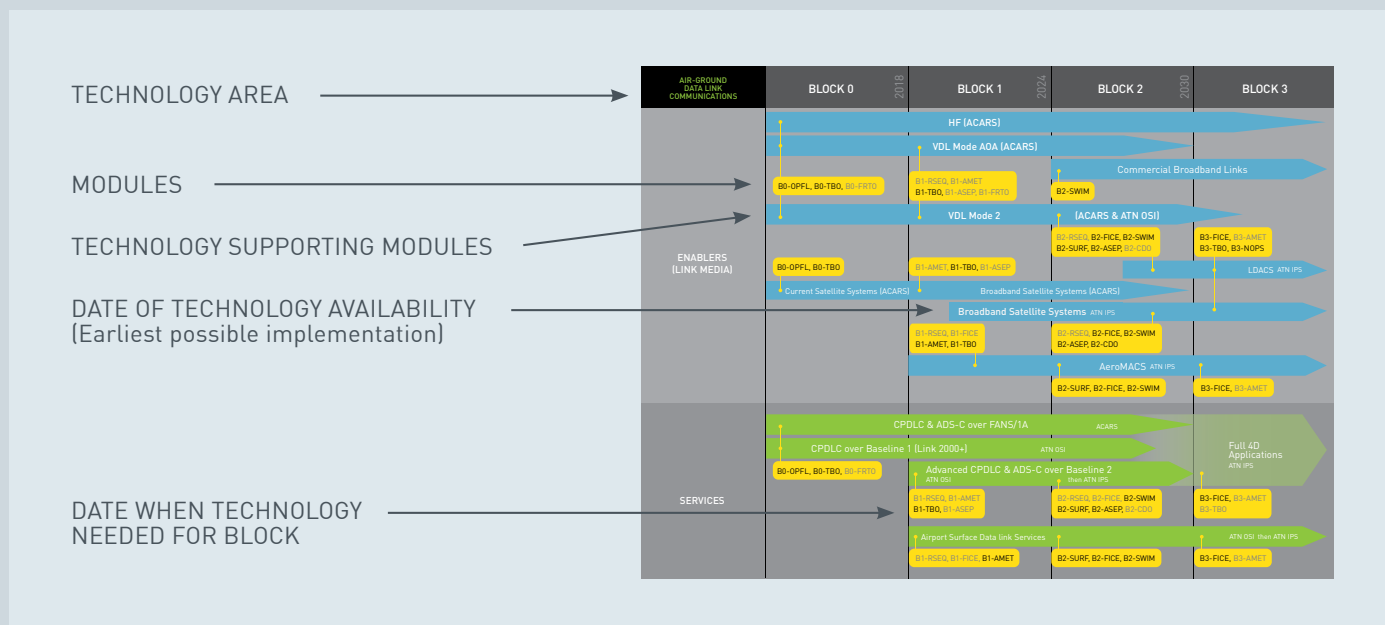 TECHNOLOGY AREA
MODULES
TECHNOLOGY SUPPORTING MODULES
DATE OF TECHNOLOGY AVAILABILITY
(Earliest possible implementation)
DATE WHEN TECHNOLOGY
NEEDED FOR BLOCK
AIR-GROUND
DATA LINK
COMMUNICATIONS
BLOCK 0
2018
BLOCK 1
2024
BLOCK 2
2030
BLOCK 3
ENABLERS
(LINK MEDIA)
HF (ACARS)
VDL Mode AOA (ACARS)
Commercial Broadband Links
B0-OPFL, B0-TBO, B0-FRTO
B1-RSEQ, B1-AMET
B1-TBO, B1-ASEP, B1-FRTO
B2-SWIM
VDL Mode 2
(ACARS & ATN OSI)
B2-RSEQ, B2-FICE, B2-SWIM
B2-SURF, B2-ASEP, B2-CDO
B3-FICE, B3-AMET
B3-TBO, B3-NOPS
B0-OPFL, B0-TBO
B1-AMET, B1-TBO, B1-ASEP
LDACS ATN IPS
Current Satellite Systems (ACARS)
Broadband Satellite Systems (ACARS)
Broadband Satellite Systems ATN IPS
B1-RSEQ, B1-FICE
B1-AMET, B1-TBO
B2-RSEQ, B2-FICE, B2-SWIM
B2-ASEP, B2-CDO
AeroMACS ATN IPS
B2-SURF, B2-FICE, B2-SWIM
B3-FICE, B3-AMET
SERVICES
CPDLC & ADS-C over FANS/1A ACARS
CPDLC over Baseline 1 (Link 2000+) ATN OSI
Full 4D
Applications
ATN IPS
B0-OPFL, B0-TBO, B0-FRTO
Advanced CPDLC & ADS-C over Baseline 2
ATN OSI then ATN IPS
B1-RSEQ, B1-AMET
B1-TBO, B1-ASEP
B2-RSEQ, B2-FICE, B2-SWIM
B2-SURF, B2-ASEP, B2-CDO
B3-FICE, B3-AMET
B3-TBO
Airport Surface Data link Services
ATN OSI then ATN IPS
B1-RSEQ, B1-FICE, B1-AMET
B2-SURF, B2-FICE, B2-SWIM
B3-FICE, B3-AMET